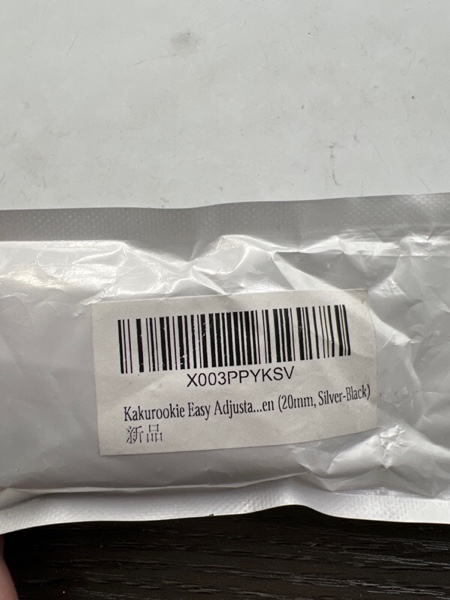 X003PPYKSV
Kakurookie Easy Adjusta...en (20mm, Silver-Black)
新品